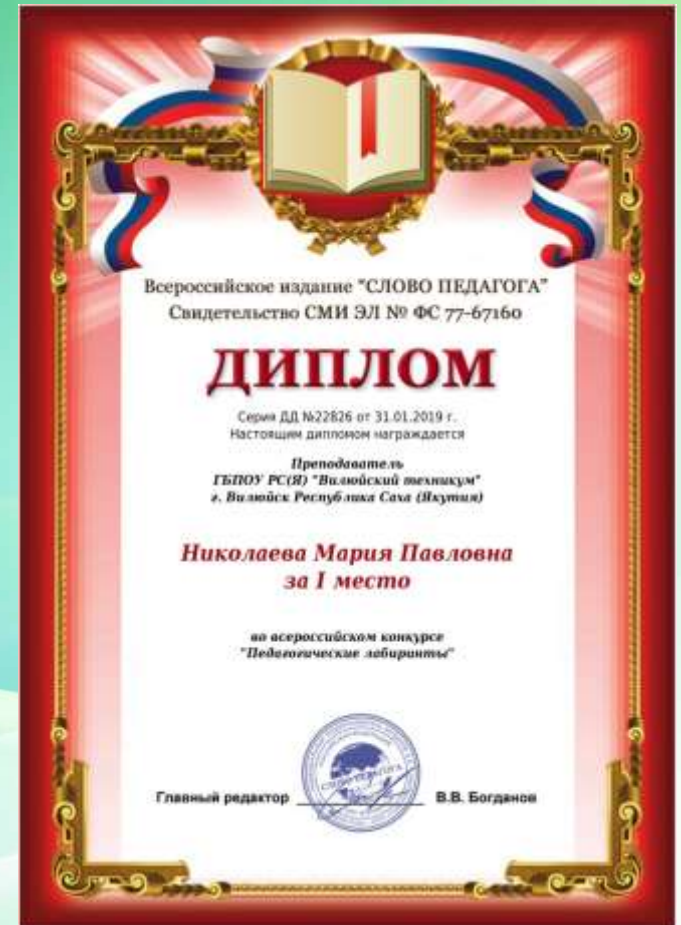 Всероссийское издание "СЛОВО ПЕДАГОГА"
Свидетельство СМИ ЭЛ № ФС 77-67160
ДИПЛОМ
Серия ДД №22826 от 31.01.2019 г.
Настоящим дипломом награждается
Преподаватель
ГБПОУ РС(Я) "Вилюйский техникум"
г. Вилюйск Республика Саха (Якутия)
Николаева Мария Павловна
за I место
во всероссийском конкурсе
"Педагогические лабиринты"
СЛОВО ПЕДАГОГА
Главный редактор В.В. Богданов